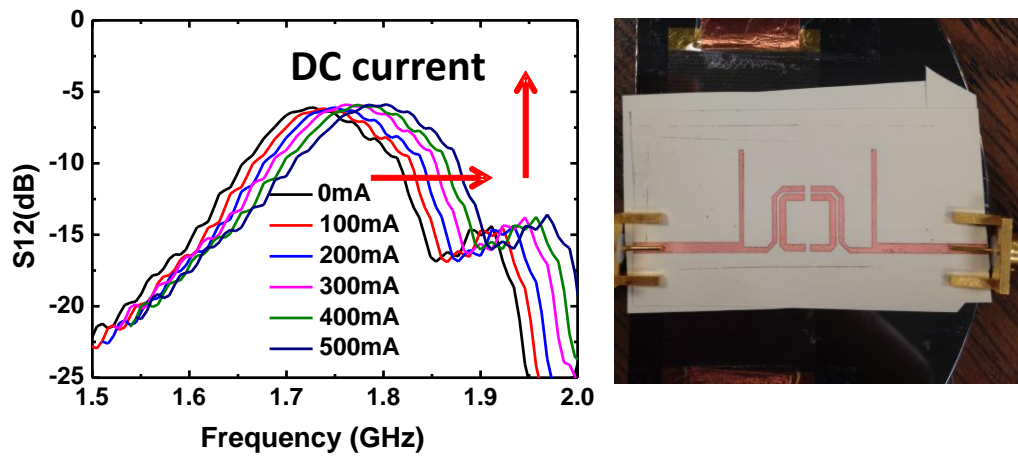 0
-5
-10
-15
-20
-25
S12(dB)
DC current
0mA
100mA
200mA
300mA
400mA
500mA
1.5
1.6
1.7
1.8
1.9
2.0
Frequency (GHz)